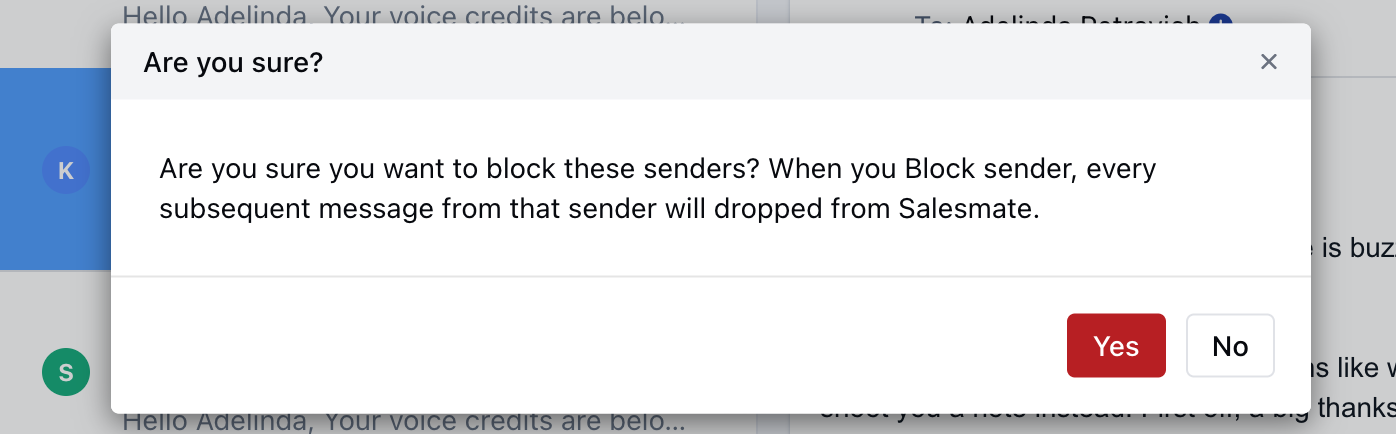 Hello Adelinda, Your voice credits are belo...
To: Adelinda Petrovich
Are you sure?
K
Are you sure you want to block these senders? When you Block sender, every
subsequent message from that sender will dropped from Salesmate.
is buz
Yes
No
S
s like
Hello Adelinda, Your voice credits are belo...
shoot you a note instead! First off, a big thanks